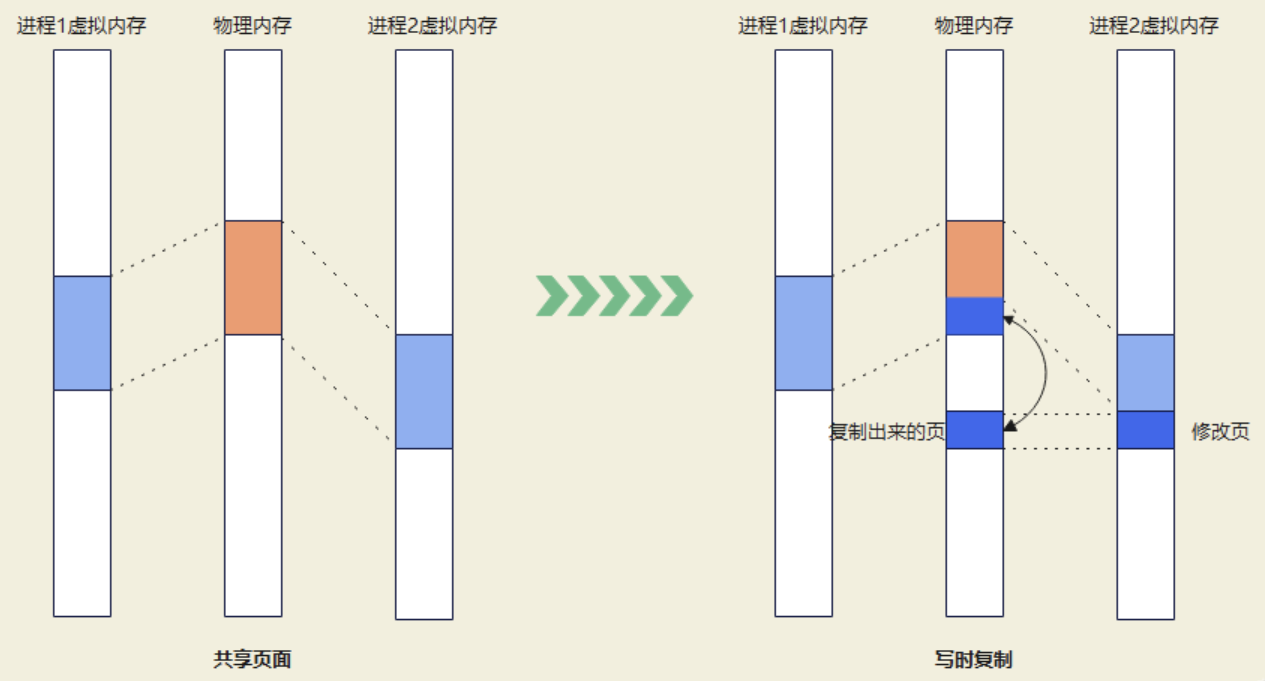 进程1虚拟内存
物理内存
进程2虚拟内存
进程1虚拟内存
物理内存
进程2虚拟内存
复制出来的页
修改页
共享页面
写时复制